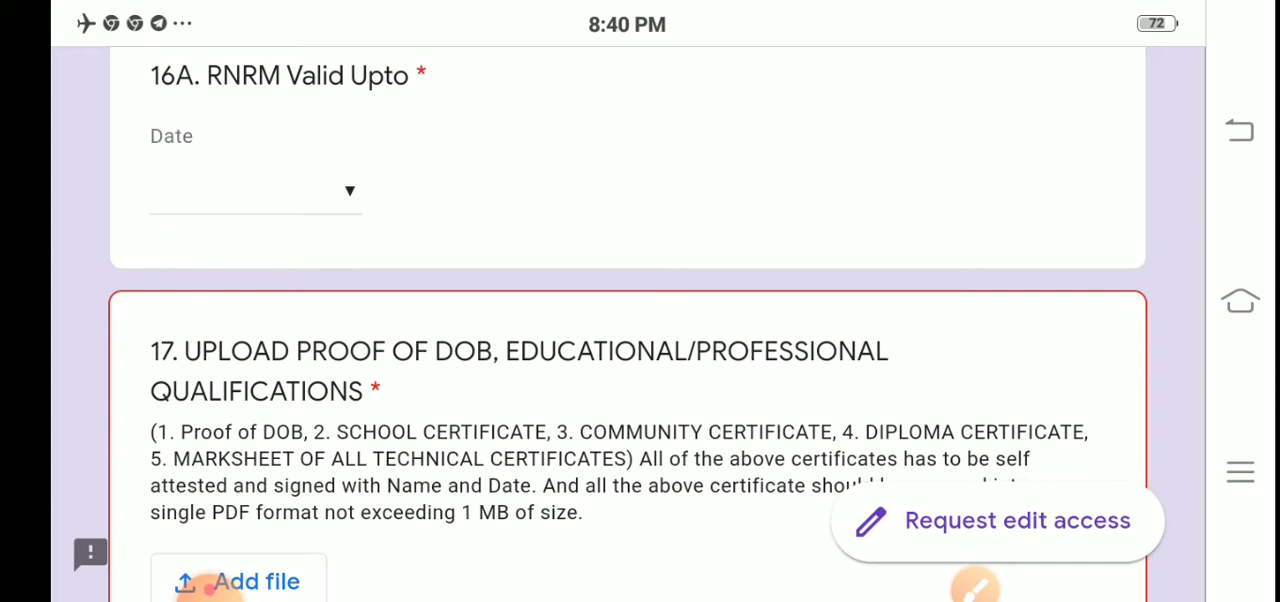 8:40 PM
72
16A. RNRM Valid Upto *
Date
17. UPLOAD PROOF OF DOB, EDUCATIONAL/PROFESSIONAL
QUALIFICATIONS *
(1. Proof of DOB, 2. SCHOOL CERTIFICATE, 3. COMMUNITY CERTIFICATE, 4. DIPLOMA CERTIFICATE,
5. MARKSHEET OF ALL TECHNICAL CERTIFICATES) All of the above certificates has to be self
attested and signed with Name and Date. And all the above certificate
single PDF format not exceeding 1 MB of size.
Request edit access
Add file